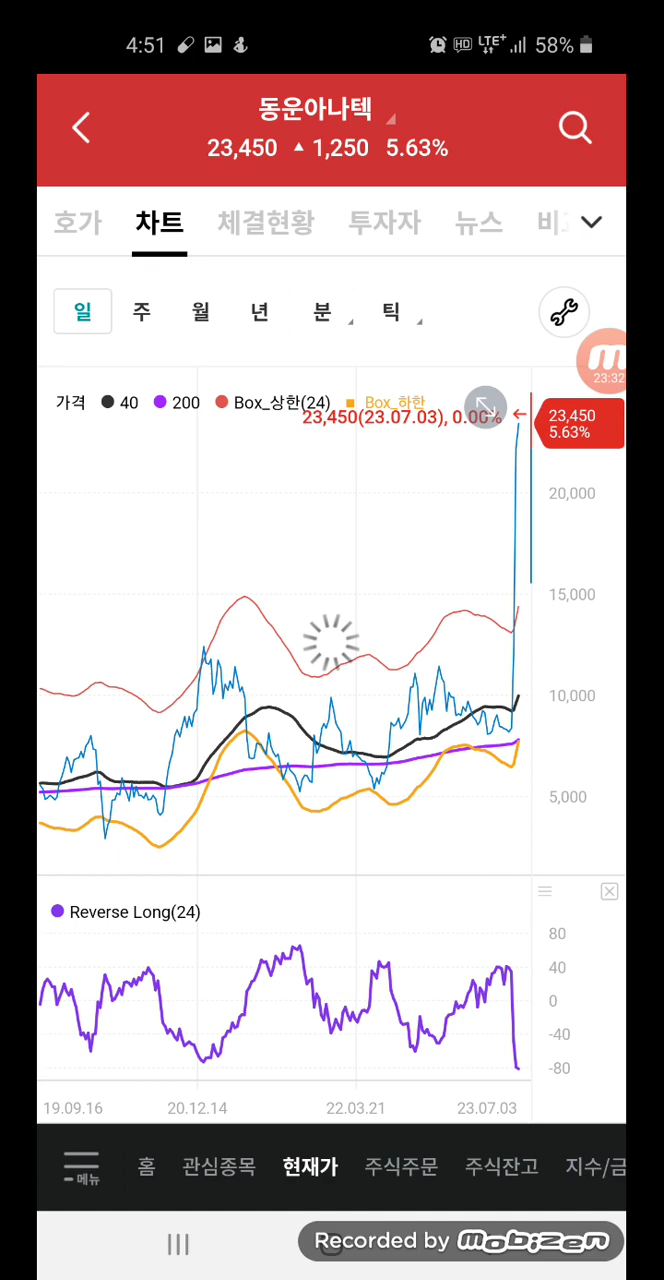 4:51 HD LTE+ 58%
동운아나텍
23,450 ▲ 1,250 5.63%
호가 차트 체결현황 투자자 뉴스
일 주 월 년 분 틱
23:32
가격 40 200 Box_상한(24) Box_하한
23,450(23.07.03), 0.00% ←
23,450
5.63%
20,000
15,000
10,000
5,000
Reverse Long(24)
80
40
0
-40
-80
19.09.16 20.12.14 22.03.21 23.07.03
메뉴 홈 관심종목 현재가 주식주문 주식잔고 지수/금
Recorded by mobizen